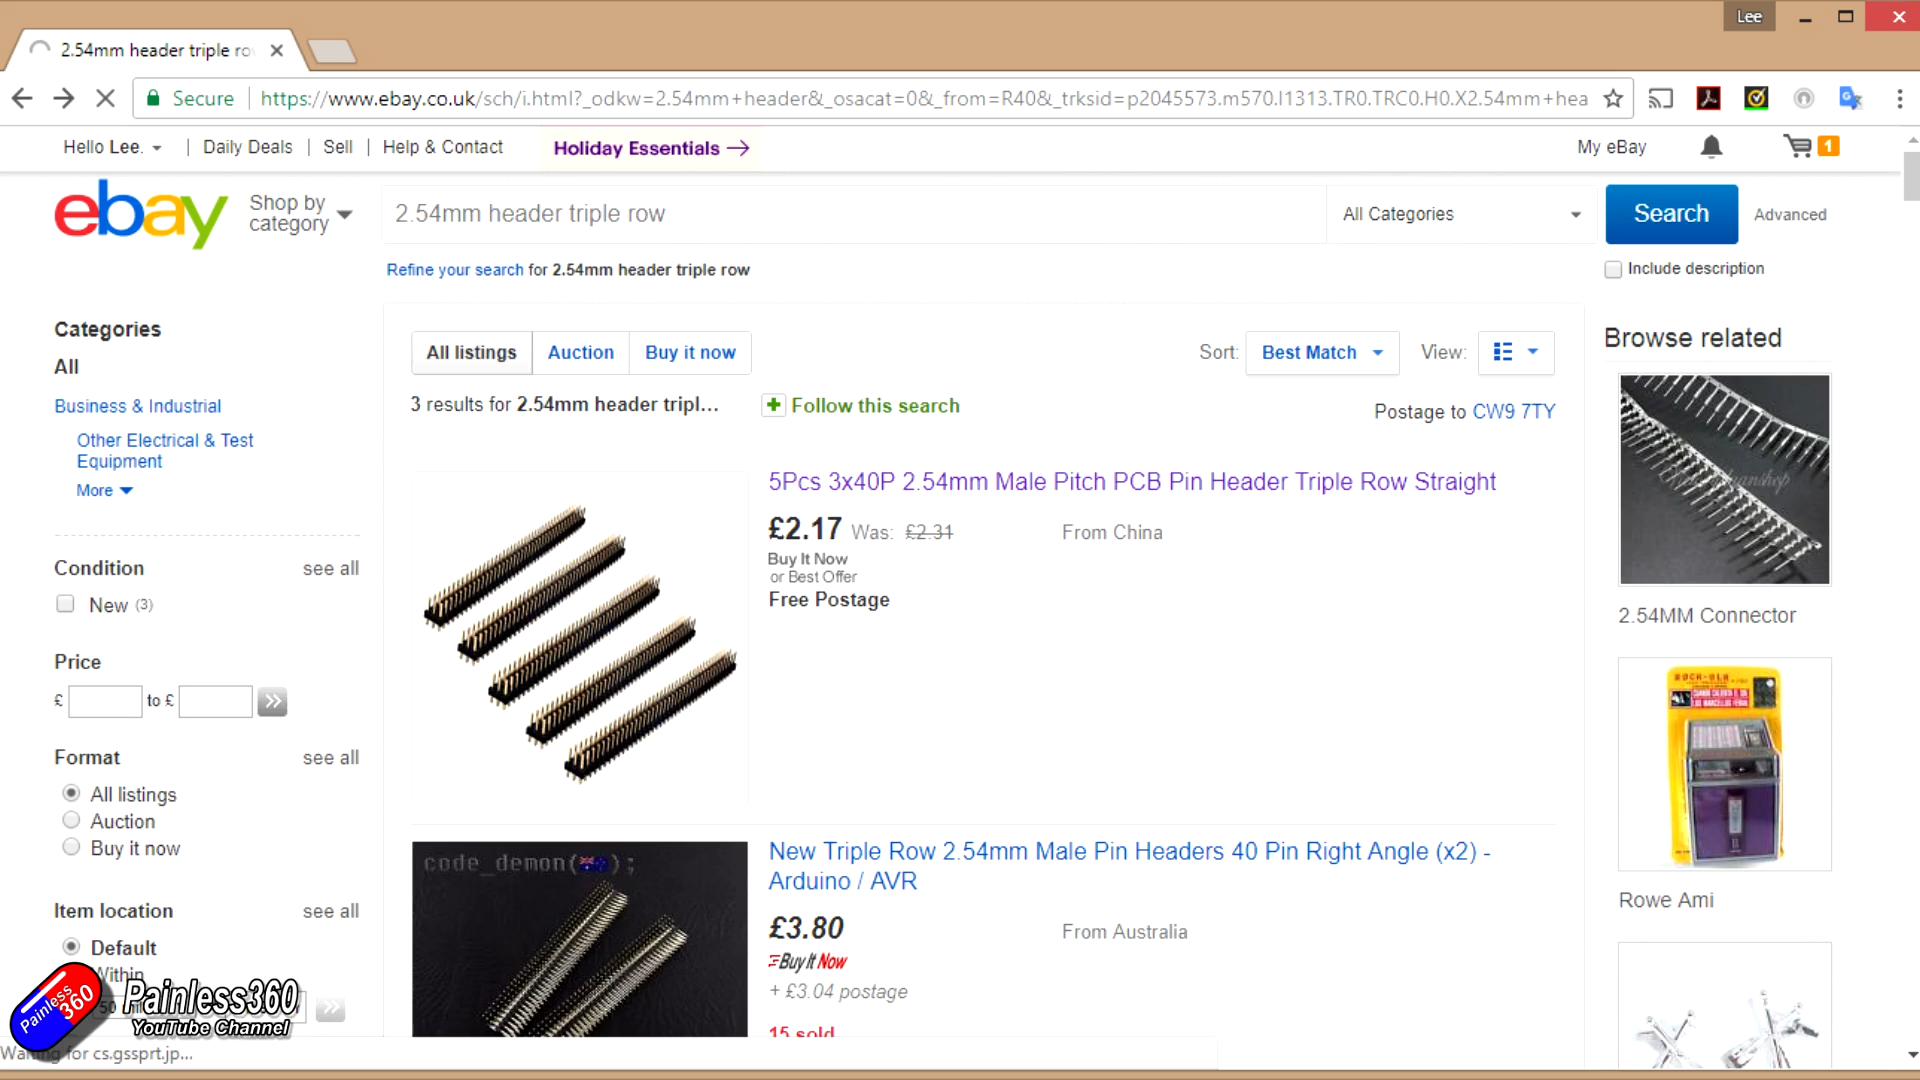 Lee
2.54mm header triple ro
Secure
https://www.ebay.co.uk/sch/i.html?_odkw=2.54mm+header&_osacat=0&_from=R40&_trksid=p2045573.m570.l1313.TR0.TRC0.H0.X2.54mm+hea
Hello Lee.
Daily Deals
Sell
Help & Contact
Holiday Essentials →
My eBay
1
ebay
Shop by
category
2.54mm header triple row
All Categories
Search
Advanced
Refine your search for 2.54mm header triple row
Include description
Categories
All
Business & Industrial
Other Electrical & Test
Equipment
More
Condition see all
New (3)
Price
£ to £
Format see all
All listings
Auction
Buy it now
Item location see all
Default
Within
All listings
Auction
Buy it now
Sort: Best Match
View:
3 results for 2.54mm header tripl...
Follow this search
Postage to CW9 7TY
5Pcs 3x40P 2.54mm Male Pitch PCB Pin Header Triple Row Straight
£2.17 Was: £2.31
From China
Buy It Now
or Best Offer
Free Postage
code_demon( );
New Triple Row 2.54mm Male Pin Headers 40 Pin Right Angle (x2) -
Arduino / AVR
£3.80
From Australia
Buy It Now
+ £3.04 postage
15 sold
Browse related
2.54MM Connector
Rowe Ami
Painless
360
Painless360
YouTube Channel
Waiting for cs.gssprt.jp...